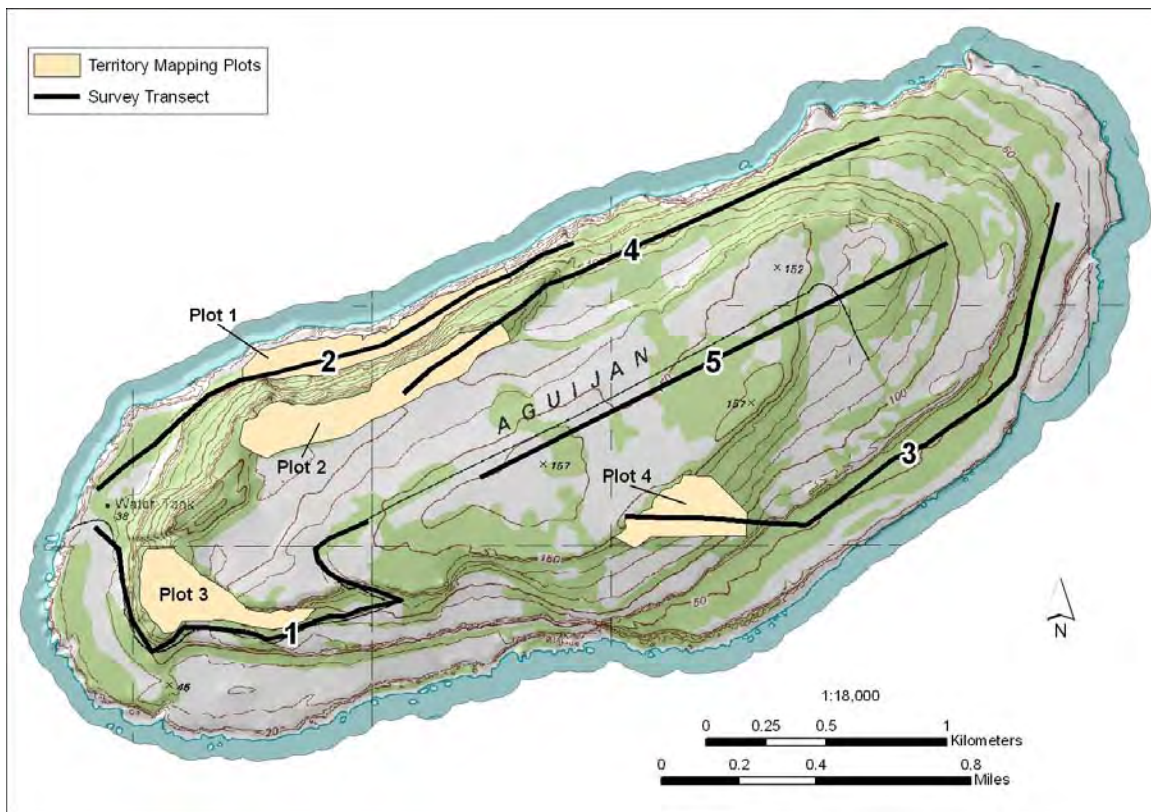 Territory Mapping Plots
Survey Transect
50
4
152
Plot 1
2
AGUIJAN
5
157
100
Plot 2
157
3
Plot 4
Water Tank
38
150
Plot 3
50
1
46
20
N
1:18,000
0 0.25 0.5 1
Kilometers
0 0.2 0.4 0.8
Miles